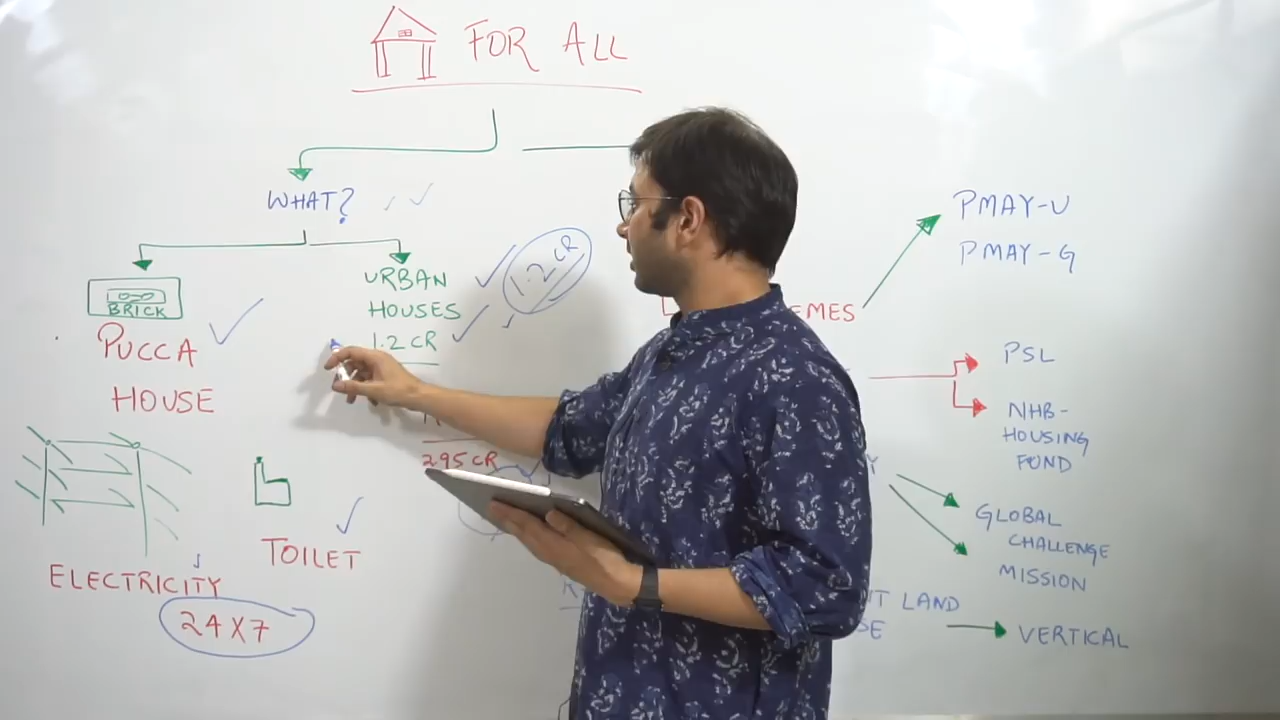 FOR ALL
WHAT?
BRICK
PUCCA
HOUSE
URBAN
HOUSES
1.2 CR
1.2 CR
2.95 CR
ELECTRICITY
24X7
TOILET
EMES
PMAY-U
PMAY-G
PSL
NHB-
HOUSING
FUND
GLOBAL
CHALLENGE
MISSION
LAND
VERTICAL